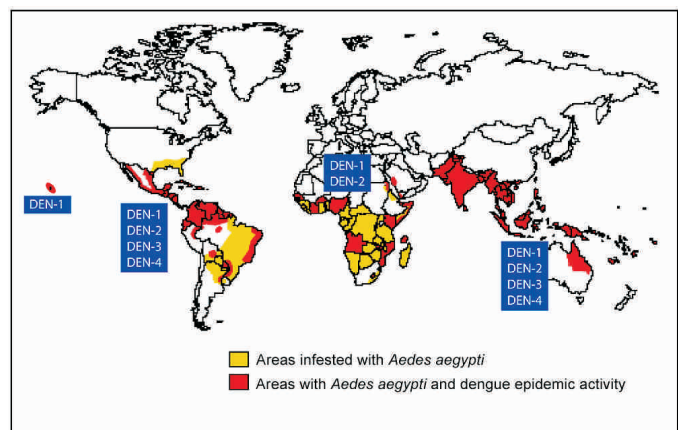 DEN-1
DEN-2
DEN-1
DEN-1
DEN-2
DEN-3
DEN-4
DEN-1
DEN-2
DEN-3
DEN-4
Areas infested with Aedes aegypti
Areas with Aedes aegypti and dengue epidemic activity